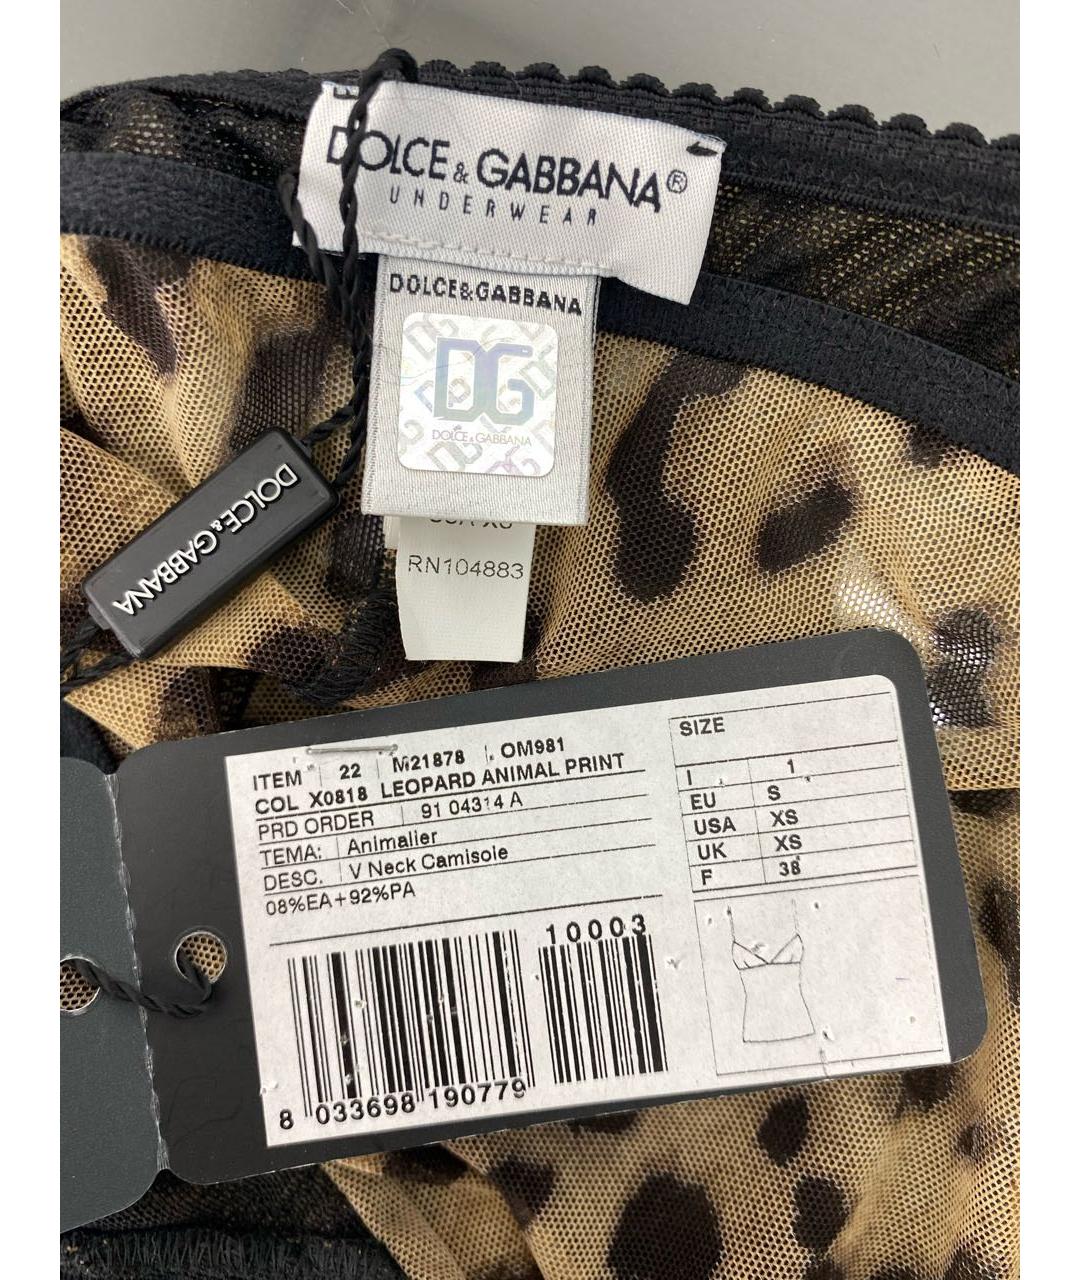 DOLCE & GABBANA®
UNDERWEAR
DOLCE&GABBANA
DG
DOLCE & GABBANA
RN104883
DOLCE & GABBANA
ITEM 22 M21878 OM981
COL X0818 LEOPARD ANIMAL PRINT
PRD ORDER 91 04314 A
TEMA: Animalier
DESC. V Neck Camisole
08%EA+92%PA
10003
8 033698 190779
SIZE
I 1
EU S
USA XS
UK XS
F 38